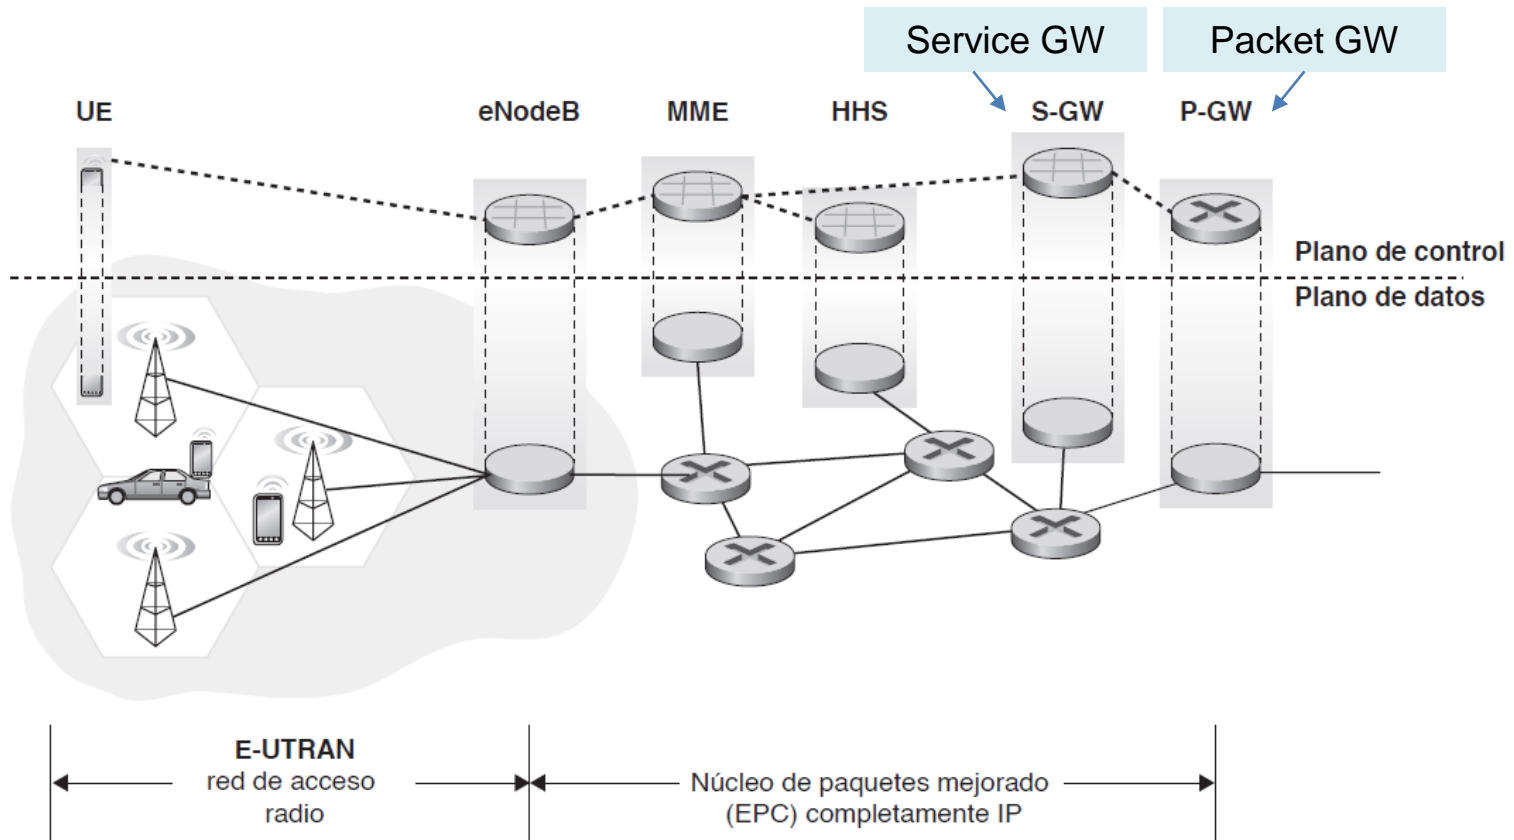 Service GW
Packet GW
UE
eNodeB
MME
HHS
S-GW
P-GW
Plano de control
Plano de datos
E-UTRAN
red de acceso
radio
Núcleo de paquetes mejorado
(EPC) completamente IP